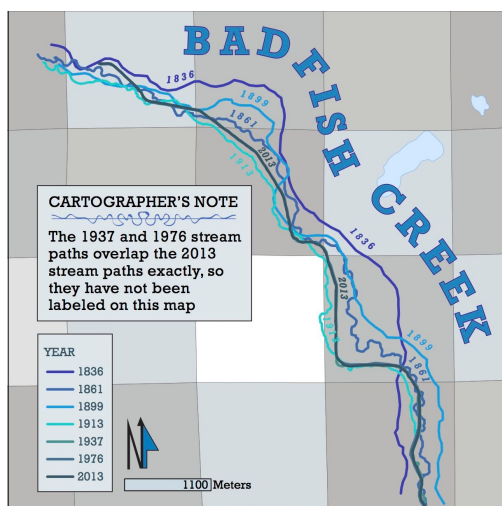 BADFISH CREEK
1836
1899
1861
2013
1913
CARTOGRAPHER'S NOTE
The 1937 and 1976 stream
paths overlap the 2013
stream paths exactly, so
they have not been
labeled on this map
1836
2013
1899
1861
YEAR
1836
1861
1899
1913
1937
1976
2013
N
1100 Meters